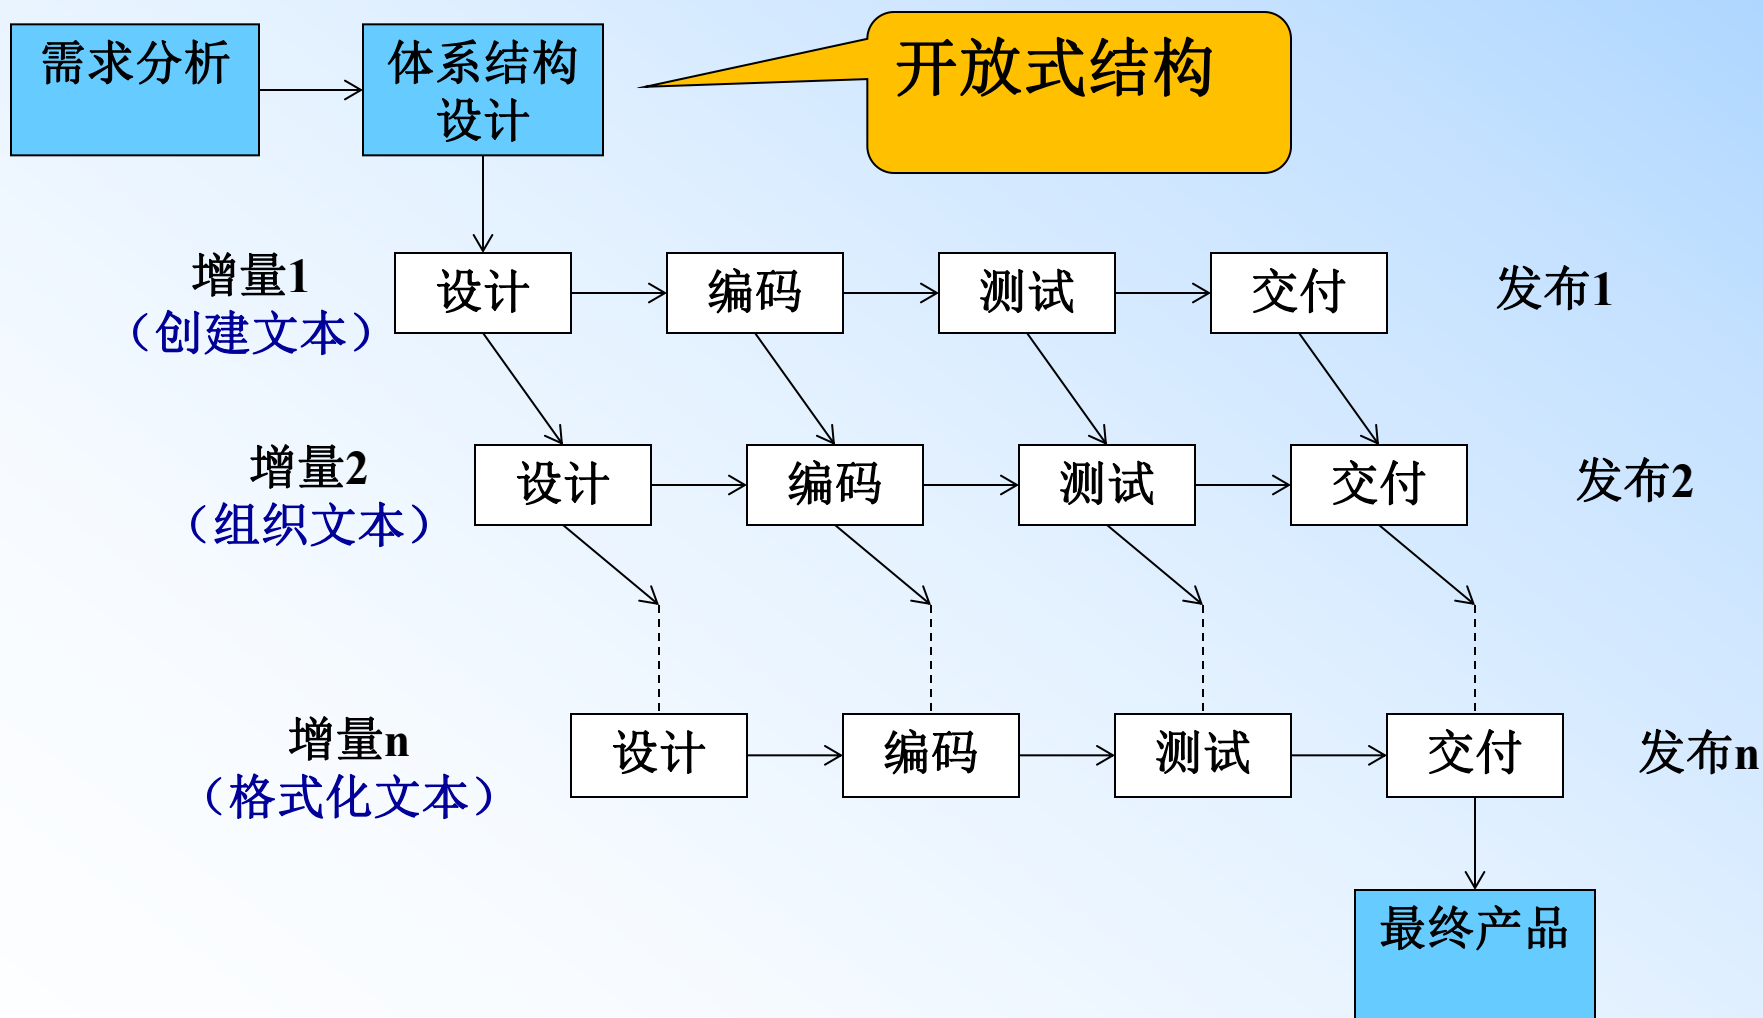 需求分析
体系结构
设计
开放式结构
增量1
（创建文本）
设计
编码
测试
交付
发布1
增量2
（组织文本）
设计
编码
测试
交付
发布2
增量n
（格式化文本）
设计
编码
测试
交付
发布n
最终产品